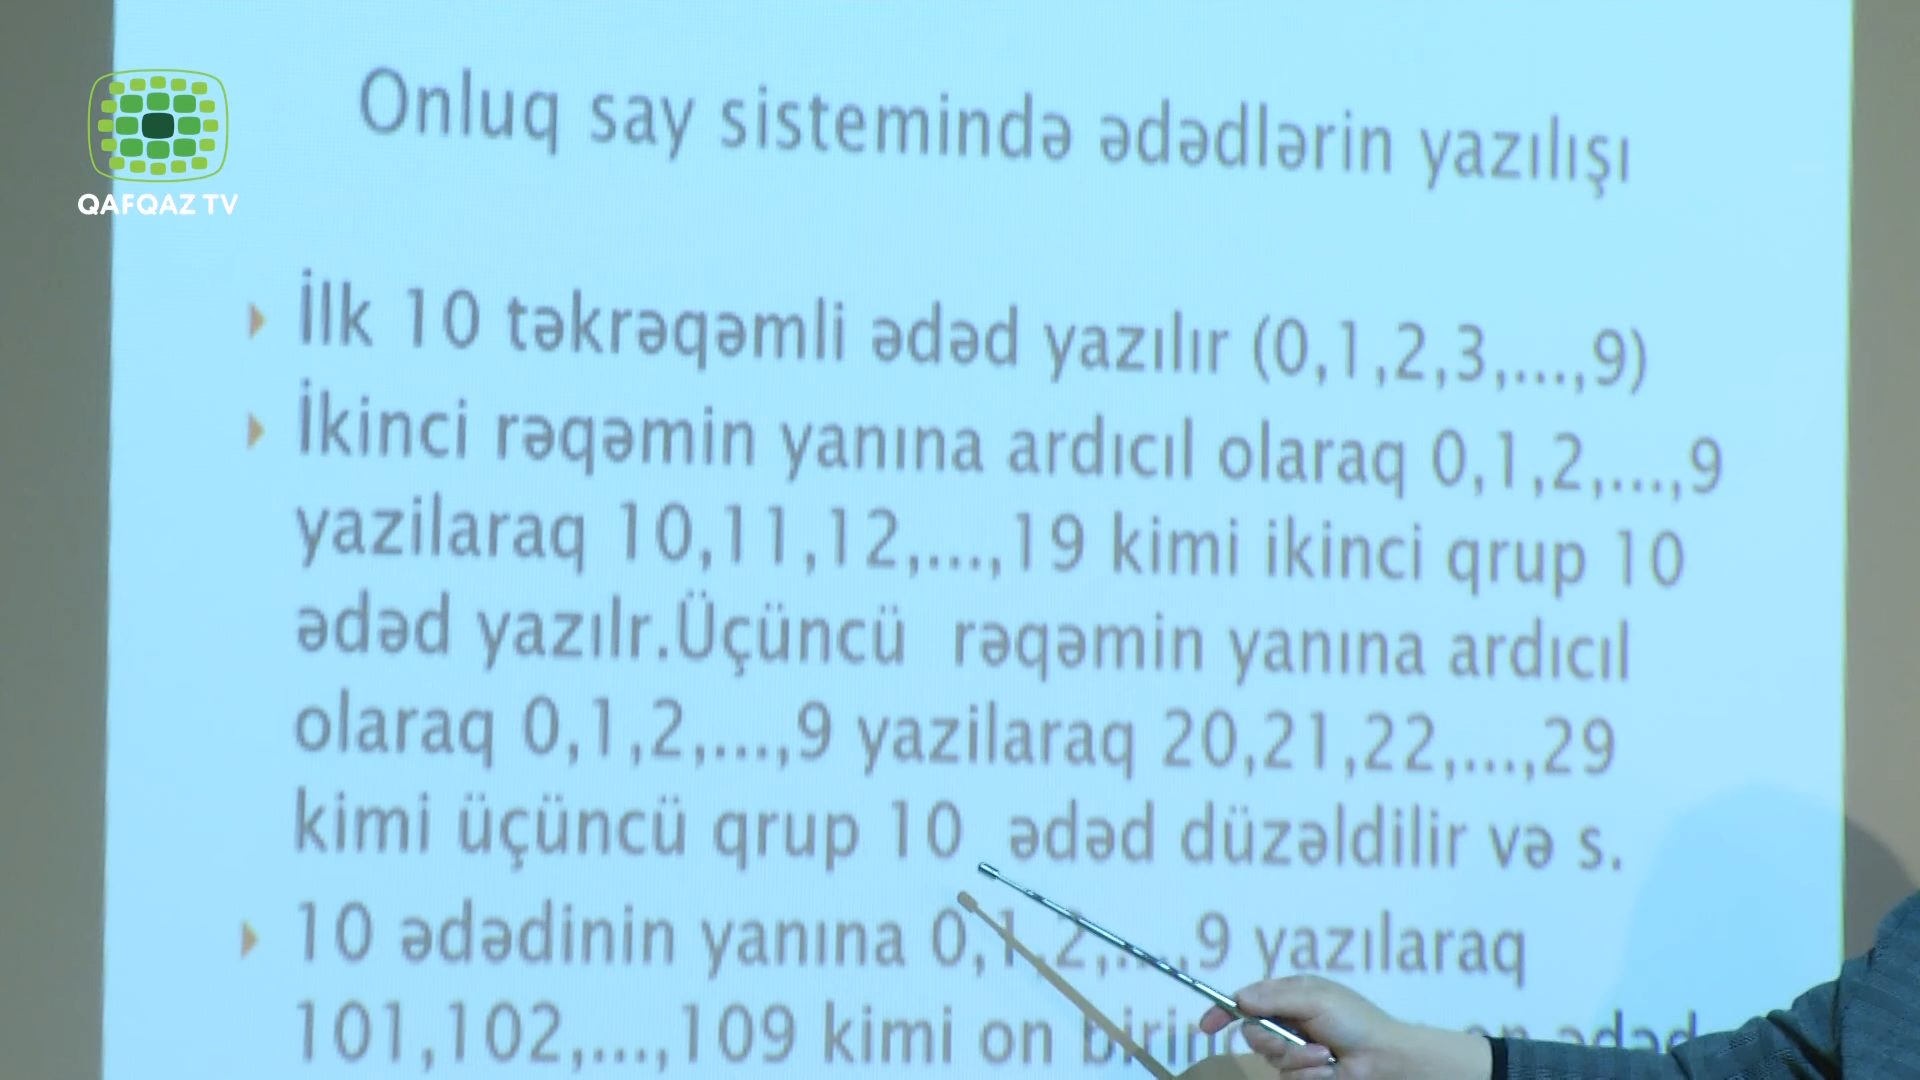 QAFQAZ TV
Onluq say sistemində ədədlərin yazılışı
İlk 10 təkrəqəmli ədəd yazılır (0,1,2,3,...,9)
İkinci rəqəmin yanına ardıcıl olaraq 0,1,2,...,9
yazilaraq 10,11,12,...,19 kimi ikinci qrup 10
ədəd yazılr.Üçüncü rəqəmin yanına ardıcıl
olaraq 0,1,2,...,9 yazilaraq 20,21,22,...,29
kimi üçüncü qrup 10 ədəd düzəldilir və s.
10 ədədinin yanına 0,1,2,...,9 yazılaraq
101,102,...,109 kimi on ədəd